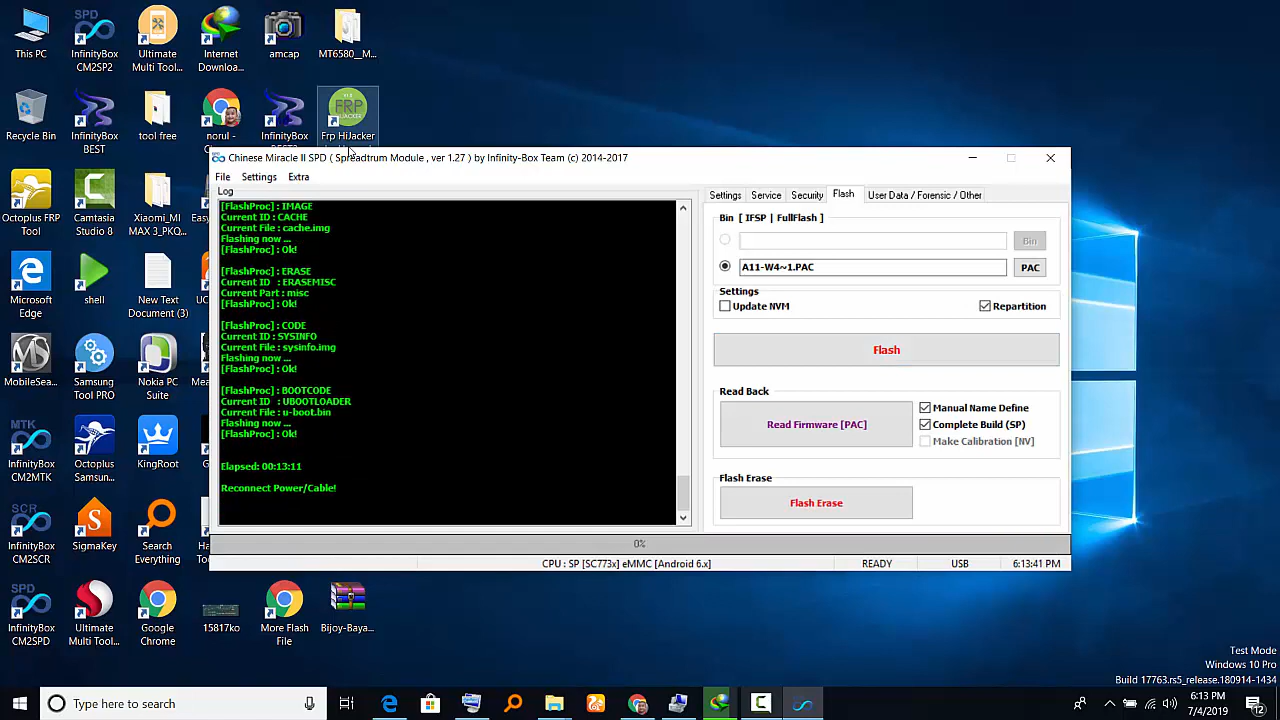 This PC
InfinityBox
CM2SP2
Ultimate
Multi Tool...
Internet
Downloa...
amcap
MT6580__M...
Recycle Bin
InfinityBox
BEST
tool free
norul -
InfinityBox
FRP
HIJACKER
Frp HiJacker
Chinese Miracle II SPD ( Spreadtrum Module , ver 1.27 ) by Infinity-Box Team (c) 2014-2017
File Settings Extra
Log
[FlashProc] : IMAGE
Current ID : CACHE
Current File : cache.img
Flashing now ...
[FlashProc] : Ok!
[FlashProc] : ERASE
Current ID : ERASEMISC
Current Part : misc
[FlashProc] : Ok!
[FlashProc] : CODE
Current ID : SYSINFO
Current File : sysinfo.img
Flashing now ...
[FlashProc] : Ok!
[FlashProc] : BOOTCODE
Current ID : UBOOTLOADER
Current File : u-boot.bin
Flashing now ...
[FlashProc] : Ok!
Elapsed: 00:13:11
Reconnect Power/Cable!
Settings Service Security Flash User Data / Forensic / Other
Bin [ IFSP | FullFlash ]
Bin
A11-W4~1.PAC
PAC
Settings
Update NVM
Repartition
Flash
Read Back
Read Firmware [PAC]
Manual Name Define
Complete Build (SP)
Make Calibration [NV]
Flash Erase
Flash Erase
0%
CPU : SP [SC773x] eMMC [Android 6.x]
READY
USB
6:13:41 PM
Octoplus FRP
Tool
Camtasia
Studio 8
Xiaomi_MI
MAX 3_PKQ...
Microsoft
Edge
shell
New Text
Document (3)
MobileSea...
Samsung
Tool PRO
Nokia PC
Suite
MTK
InfinityBox
CM2MTK
Octoplus
Samsun...
KingRoot
SCR
InfinityBox
CM2SCR
SigmaKey
Search
Everything
SPD
InfinityBox
CM2SPD
Ultimate
Multi Tool...
Google
Chrome
15817ko
More Flash
File
Bijoy-Baya...
Test Mode
Windows 10 Pro
Build 17763.rs5_release.180914-1434
Type here to search
6:13 PM
7/4/2019